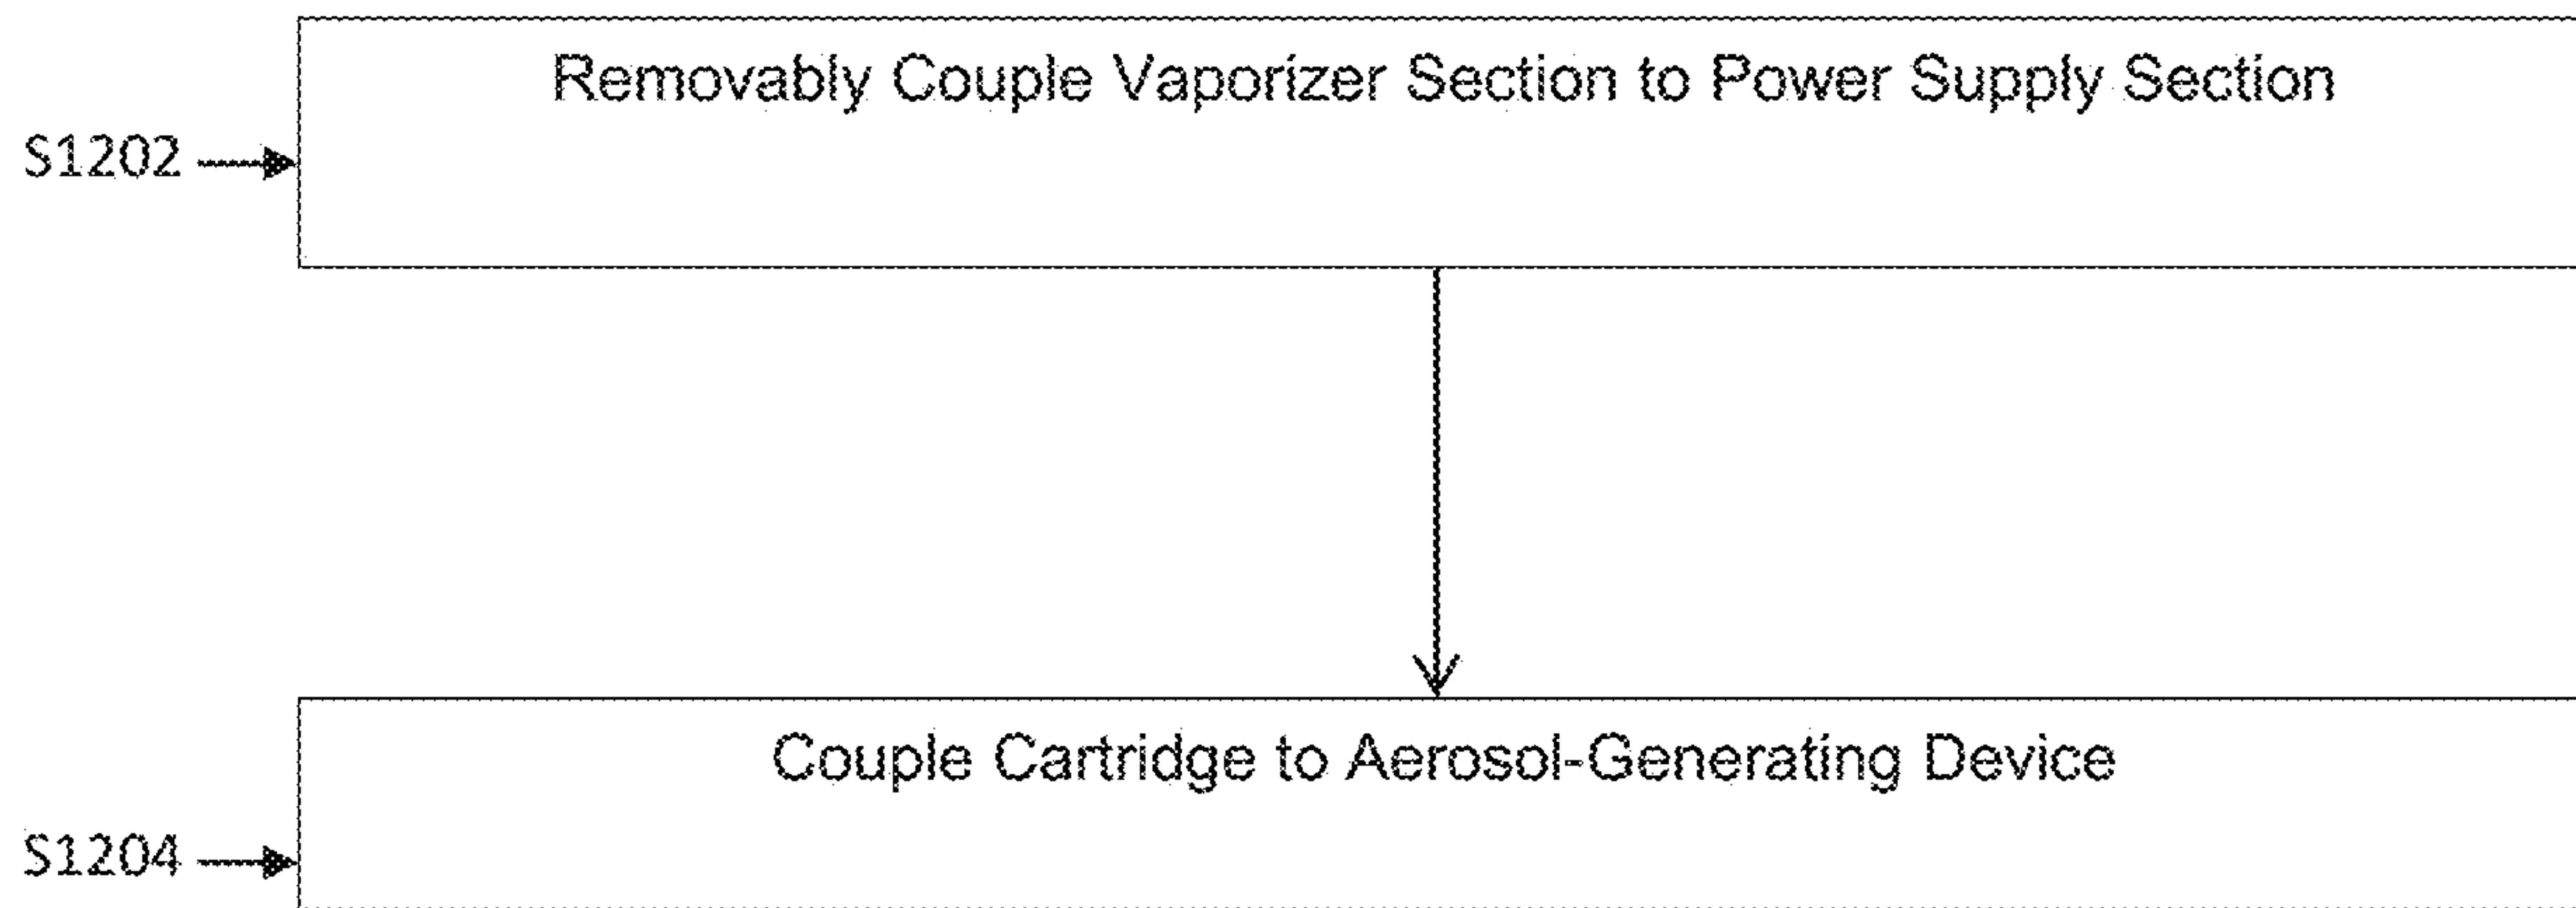 Removably Couple Vaporizer Section to Power Supply Section
S1202
Couple Cartridge to Aerosol-Generating Device
S1204